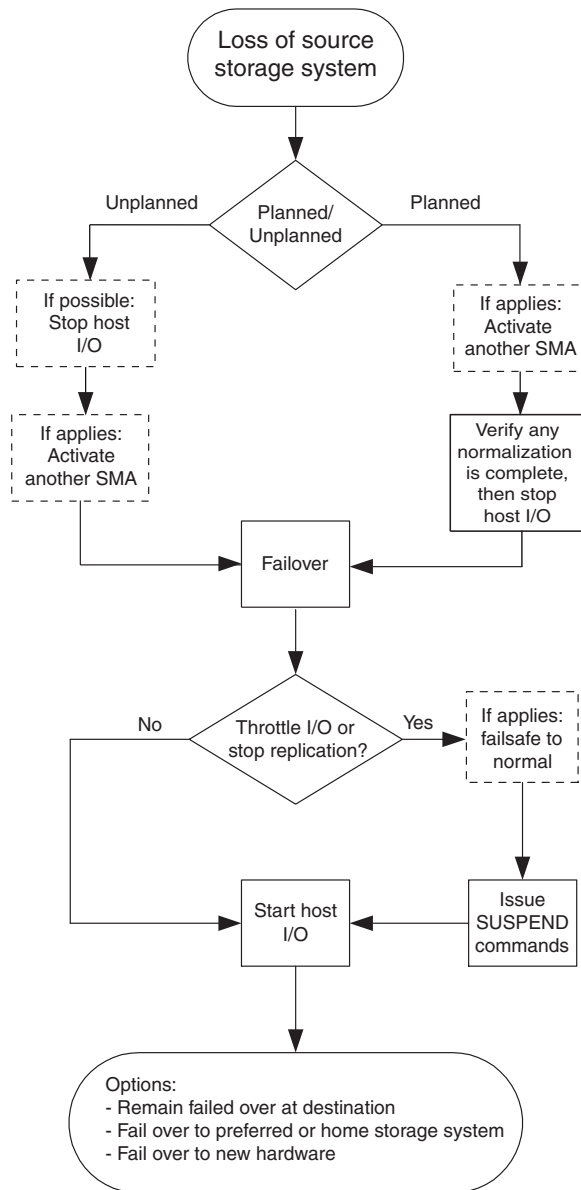 Loss of source
storage system
Unplanned
Planned/
Unplanned
Planned
If possible:
Stop host
I/O
If applies:
Activate
another SMA
If applies:
Activate
another SMA
Verify any
normalization
is complete,
then stop
host I/O
Failover
No
Throttle I/O or
stop replication?
Yes
If applies:
failsafe to
normal
Start host
I/O
Issue
SUSPEND
commands
Options:
- Remain failed over at destination
- Fail over to preferred or home storage system
- Fail over to new hardware